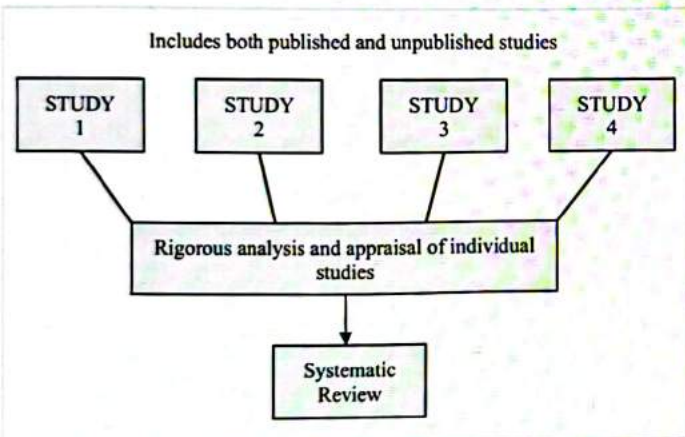 Includes both published and unpublished studies
STUDY
1
STUDY
2
STUDY
3
STUDY
4
Rigorous analysis and appraisal of individual
studies
Systematic
Review